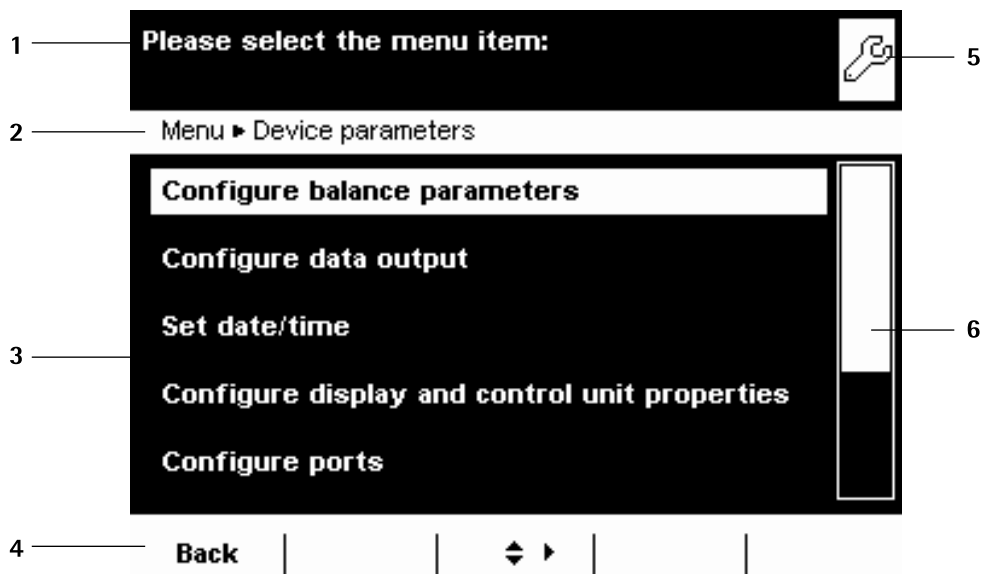 1
Please select the menu item:
5
2
Menu ▸ Device parameters
Configure balance parameters
Configure data output
Set date/time
6
3
Configure display and control unit properties
Configure ports
4
Back